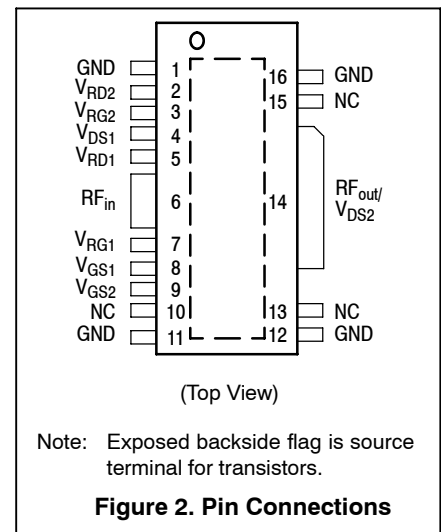 GND 1
V_RD2 2
V_RG2 3
V_DS1 4
V_RD1 5
RF_in 6
V_RG1 7
V_GS1 8
V_GS2 9
NC 10
GND 11
16 GND
15 NC
14 RF_out/
V_DS2
13 NC
12 GND
(Top View)
Note: Exposed backside flag is source
terminal for transistors.
Figure 2. Pin Connections